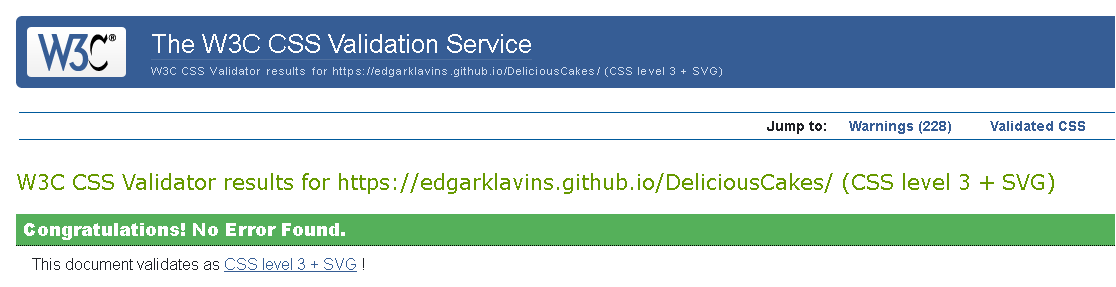 W3C®
The W3C CSS Validation Service
W3C CSS Validator results for https://edgarklavins.github.io/DeliciousCakes/ (CSS level 3 + SVG)
Jump to: Warnings (228) Validated CSS
W3C CSS Validator results for https://edgarklavins.github.io/DeliciousCakes/ (CSS level 3 + SVG)
Congratulations! No Error Found.
This document validates as CSS level 3 + SVG !